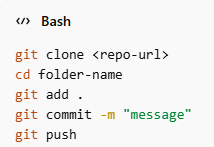 </> Bash
git clone <repo-url>
cd folder-name
git add .
git commit -m "message"
git push